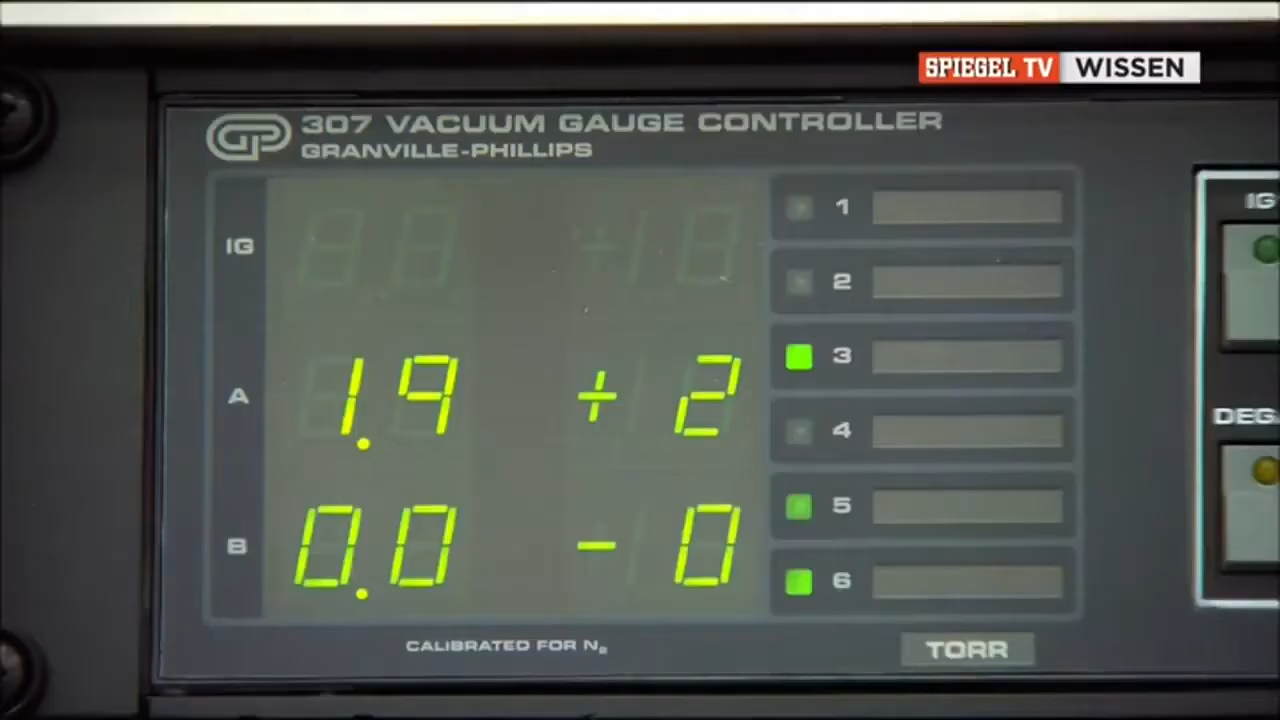 SPIEGEL TV WISSEN
GP 307 VACUUM GAUGE CONTROLLER
GRANVILLE-PHILLIPS
IG
A 1.9 +2
B 0.0 -0
1
2
3
4
5
6
CALIBRATED FOR N₂
TORR
IG
DEG